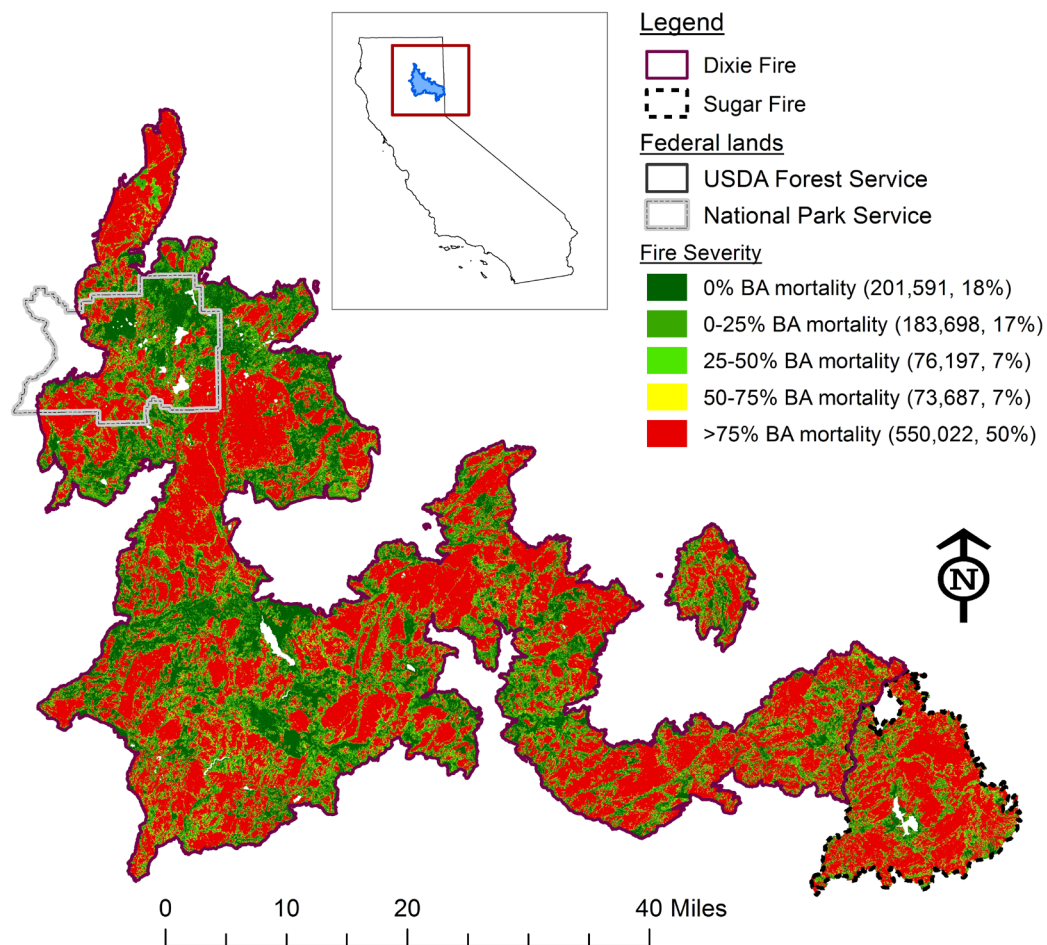 Legend
Dixie Fire
Sugar Fire
Federal lands
USDA Forest Service
National Park Service
Fire Severity
0% BA mortality (201,591, 18%)
0-25% BA mortality (183,698, 17%)
25-50% BA mortality (76,197, 7%)
50-75% BA mortality (73,687, 7%)
>75% BA mortality (550,022, 50%)
N
0 10 20 40 Miles